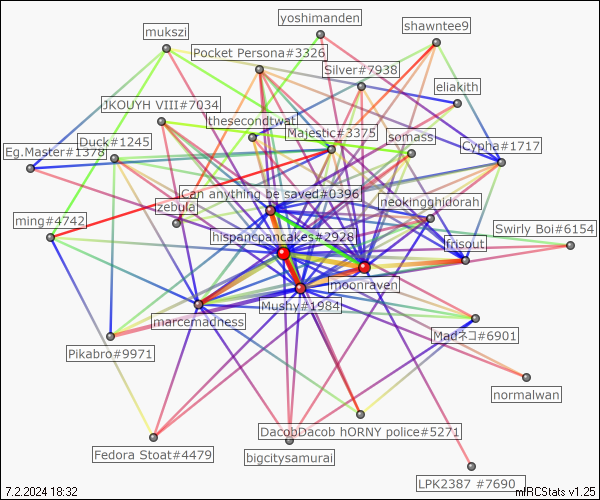 yoshimanden
shawntee9
mukszi
Pocket Persona#3326
Silver#7938
eliakith
JKOUYH VIII#7034
thesecondtwat
Majestic#3375
somass
Duck#1245
Cypha#1717
Eg.Master#1378
Can anything be saved#0396
neokingghidorah
zebula
ming#4742
Swirly Boi#6154
hispancpancakes#2928
frisout
moonraven
Mushy#1984
marcemadness
Madネコ#6901
Pikabro#9971
normalwan
DacobDacob hORNY police#5271
Fedora Stoat#4479
bigcitysamurai
LPK2387 #7690
7.2.2024 18:32
mIRCStats v1.25